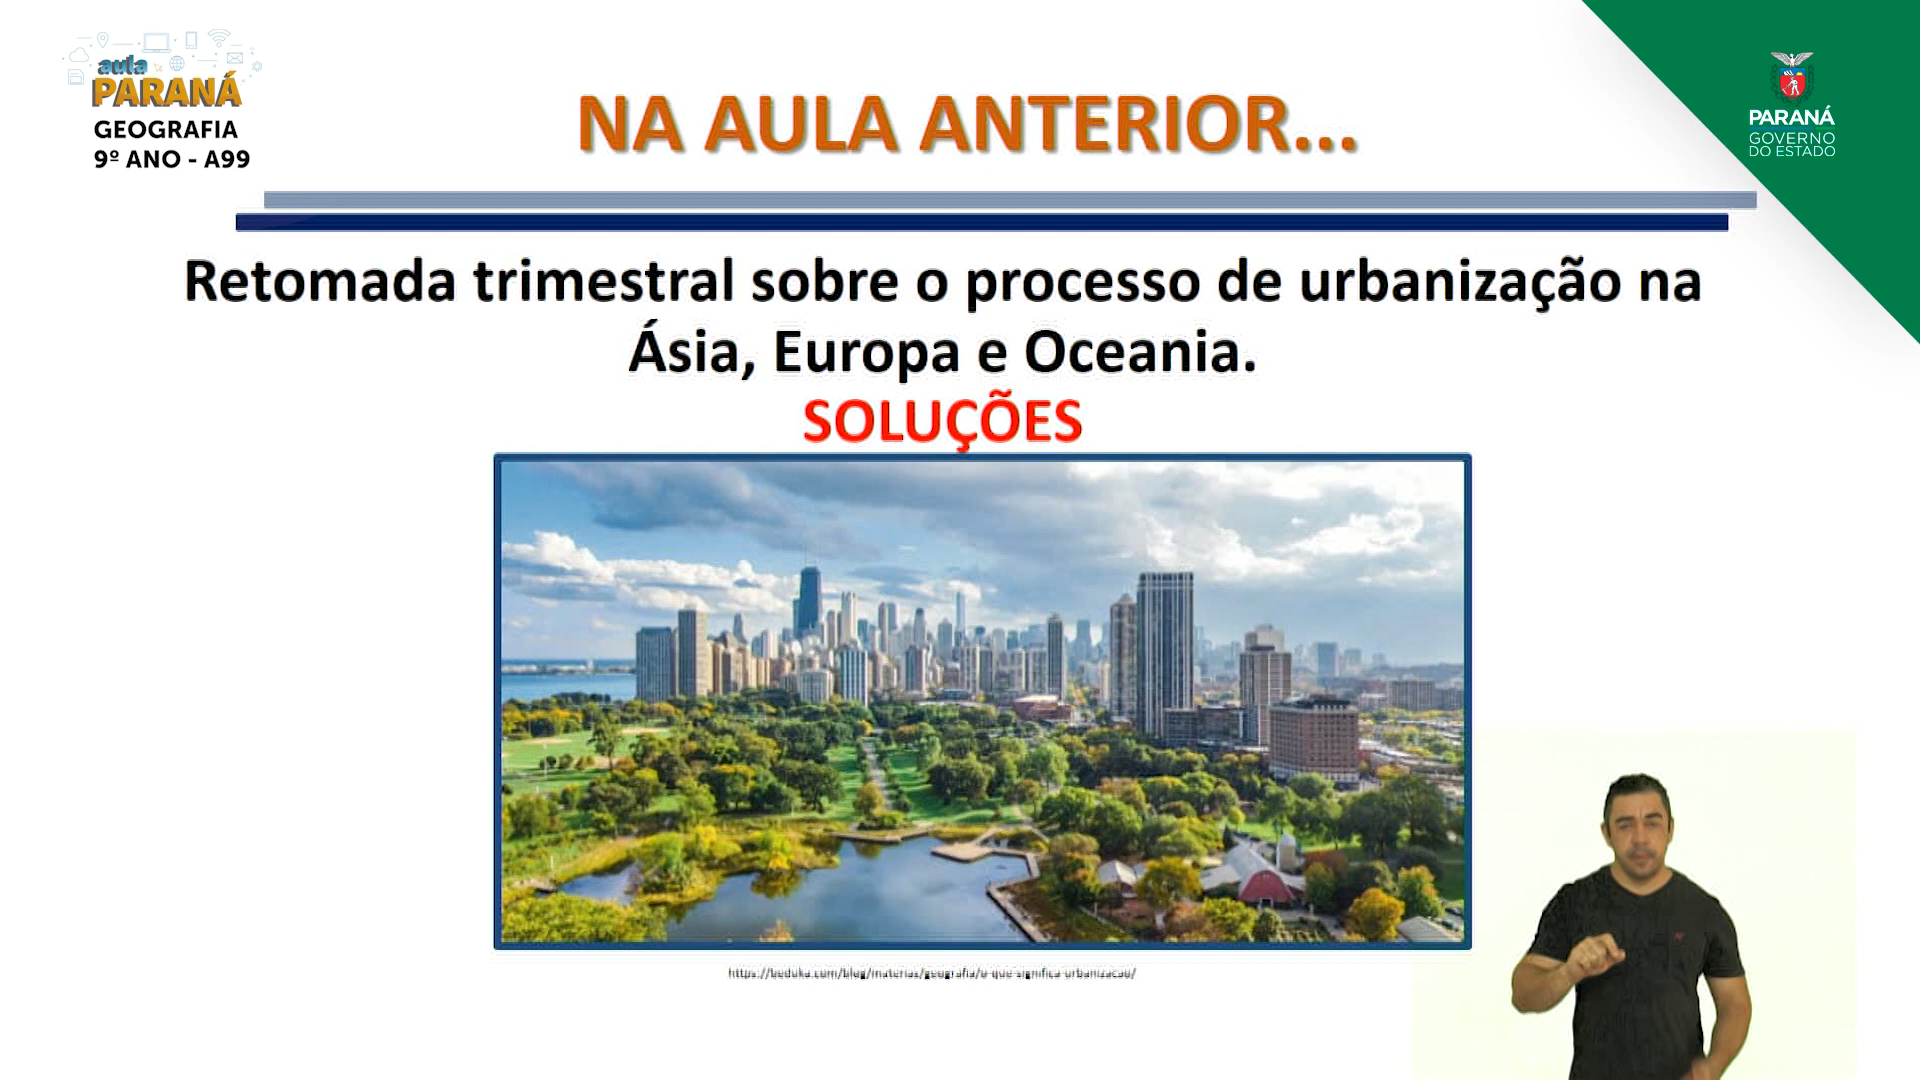 aula
PARANÁ
GEOGRAFIA
9º ANO - A99
NA AULA ANTERIOR...
PARANÁ
GOVERNO
DO ESTADO
Retomada trimestral sobre o processo de urbanização na
Ásia, Europa e Oceania.
SOLUÇÕES
https://beduka.com/blog/materias/geografia/o-que-significa-urbanizacao/